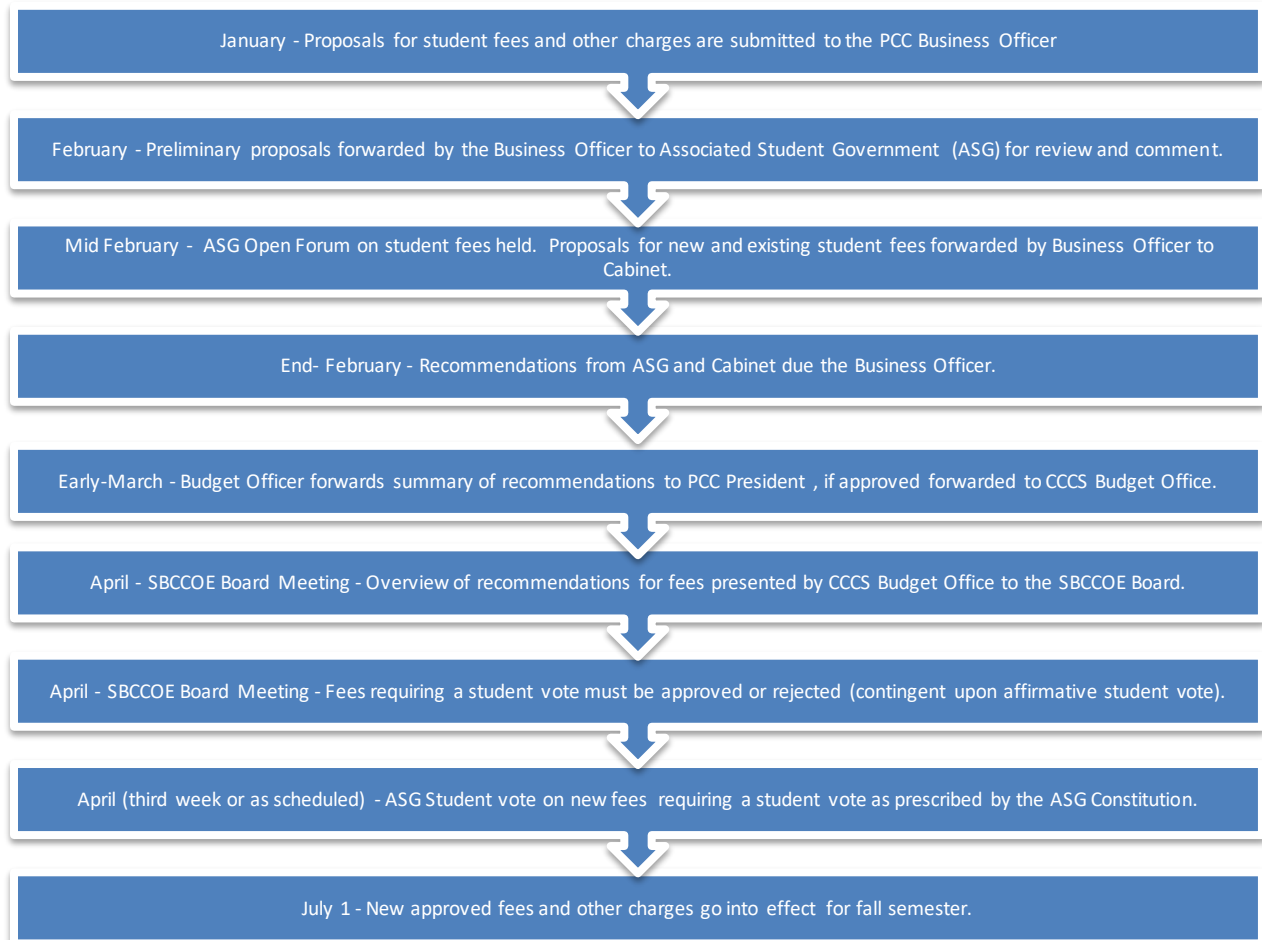 January - Proposals for student fees and other charges are submitted to the PCC Business Officer
February - Preliminary proposals forwarded by the Business Officer to Associated Student Government (ASG) for review and comment.
Mid February - ASG Open Forum on student fees held. Proposals for new and existing student fees forwarded by Business Officer to
Cabinet.
End- February - Recommendations from ASG and Cabinet due the Business Officer.
Early-March - Budget Officer forwards summary of recommendations to PCC President , if approved forwarded to CCCS Budget Office.
April - SBCCOE Board Meeting - Overview of recommendations for fees presented by CCCS Budget Office to the SBCCOE Board.
April - SBCCOE Board Meeting - Fees requiring a student vote must be approved or rejected (contingent upon affirmative student vote).
April (third week or as scheduled) - ASG Student vote on new fees requiring a student vote as prescribed by the ASG Constitution.
July 1 - New approved fees and other charges go into effect for fall semester.